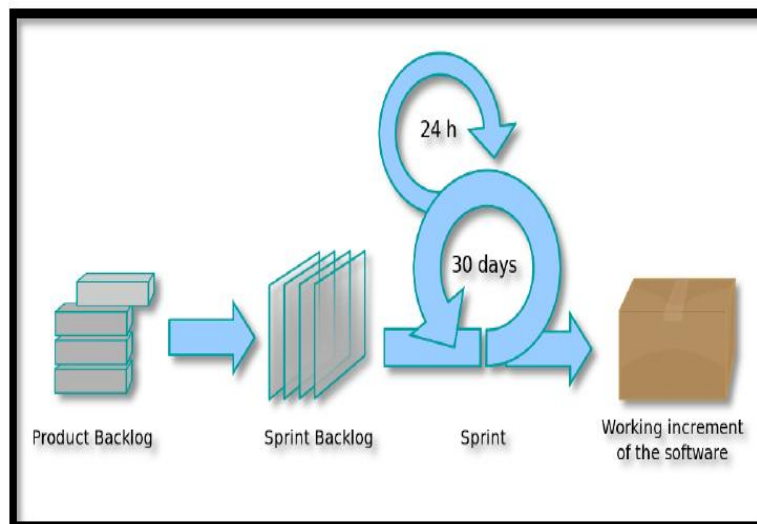 24 h
30 days
Product Backlog
Sprint Backlog
Sprint
Working increment
of the software